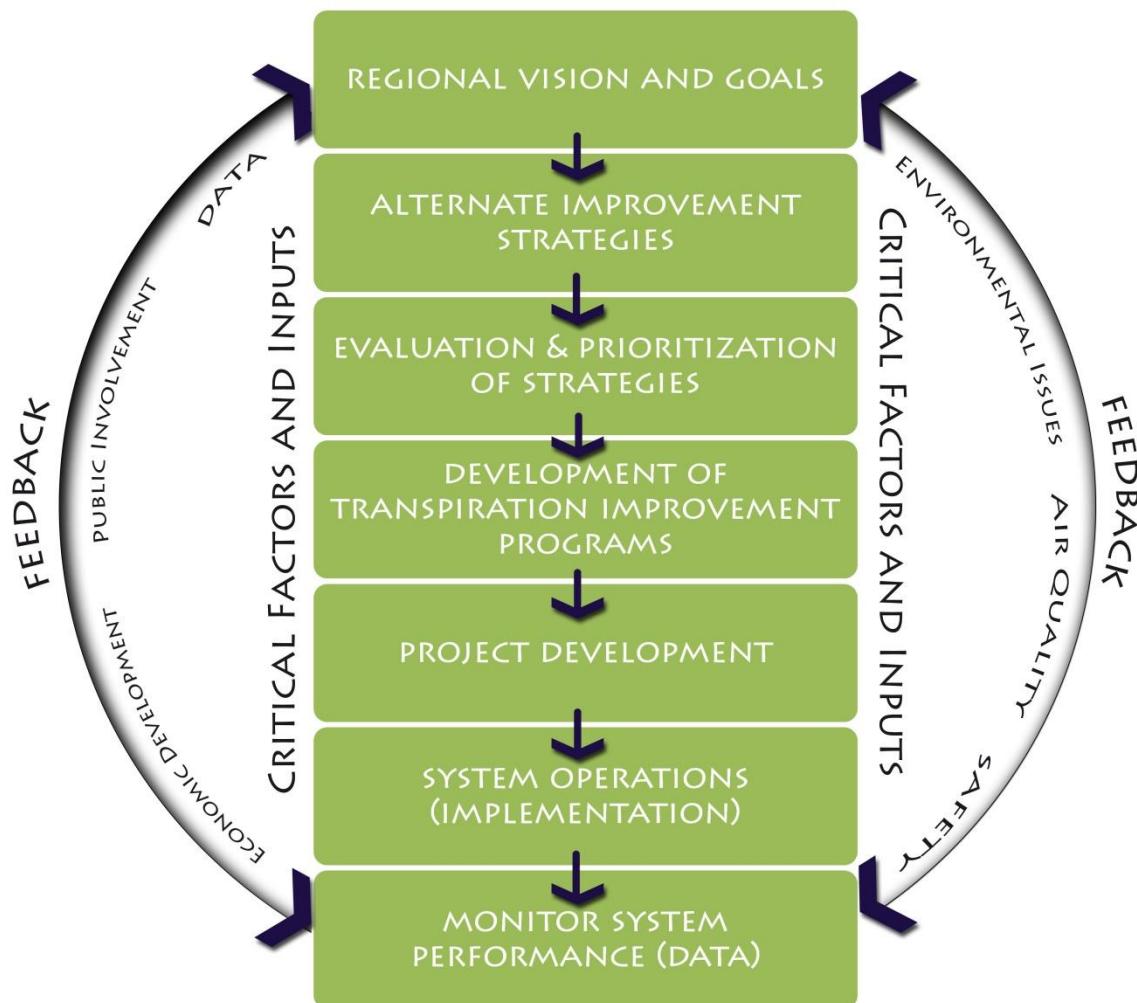 REGIONAL VISION AND GOALS
ALTERNATE IMPROVEMENT
STRATEGIES
EVALUATION & PRIORITIZATION
OF STRATEGIES
DEVELOPMENT OF
TRANSPIRATION IMPROVEMENT
PROGRAMS
PROJECT DEVELOPMENT
SYSTEM OPERATIONS
(IMPLEMENTATION)
MONITOR SYSTEM
PERFORMANCE (DATA)
FEEDBACK
DATA
PUBLIC INVOLVEMENT
ECONOMIC DEVELOPMENT
CRITICAL FACTORS AND INPUTS
CRITICAL FACTORS AND INPUTS
ENVIRONMENTAL ISSUES
AIR QUALITY
SAFETY
FEEDBACK